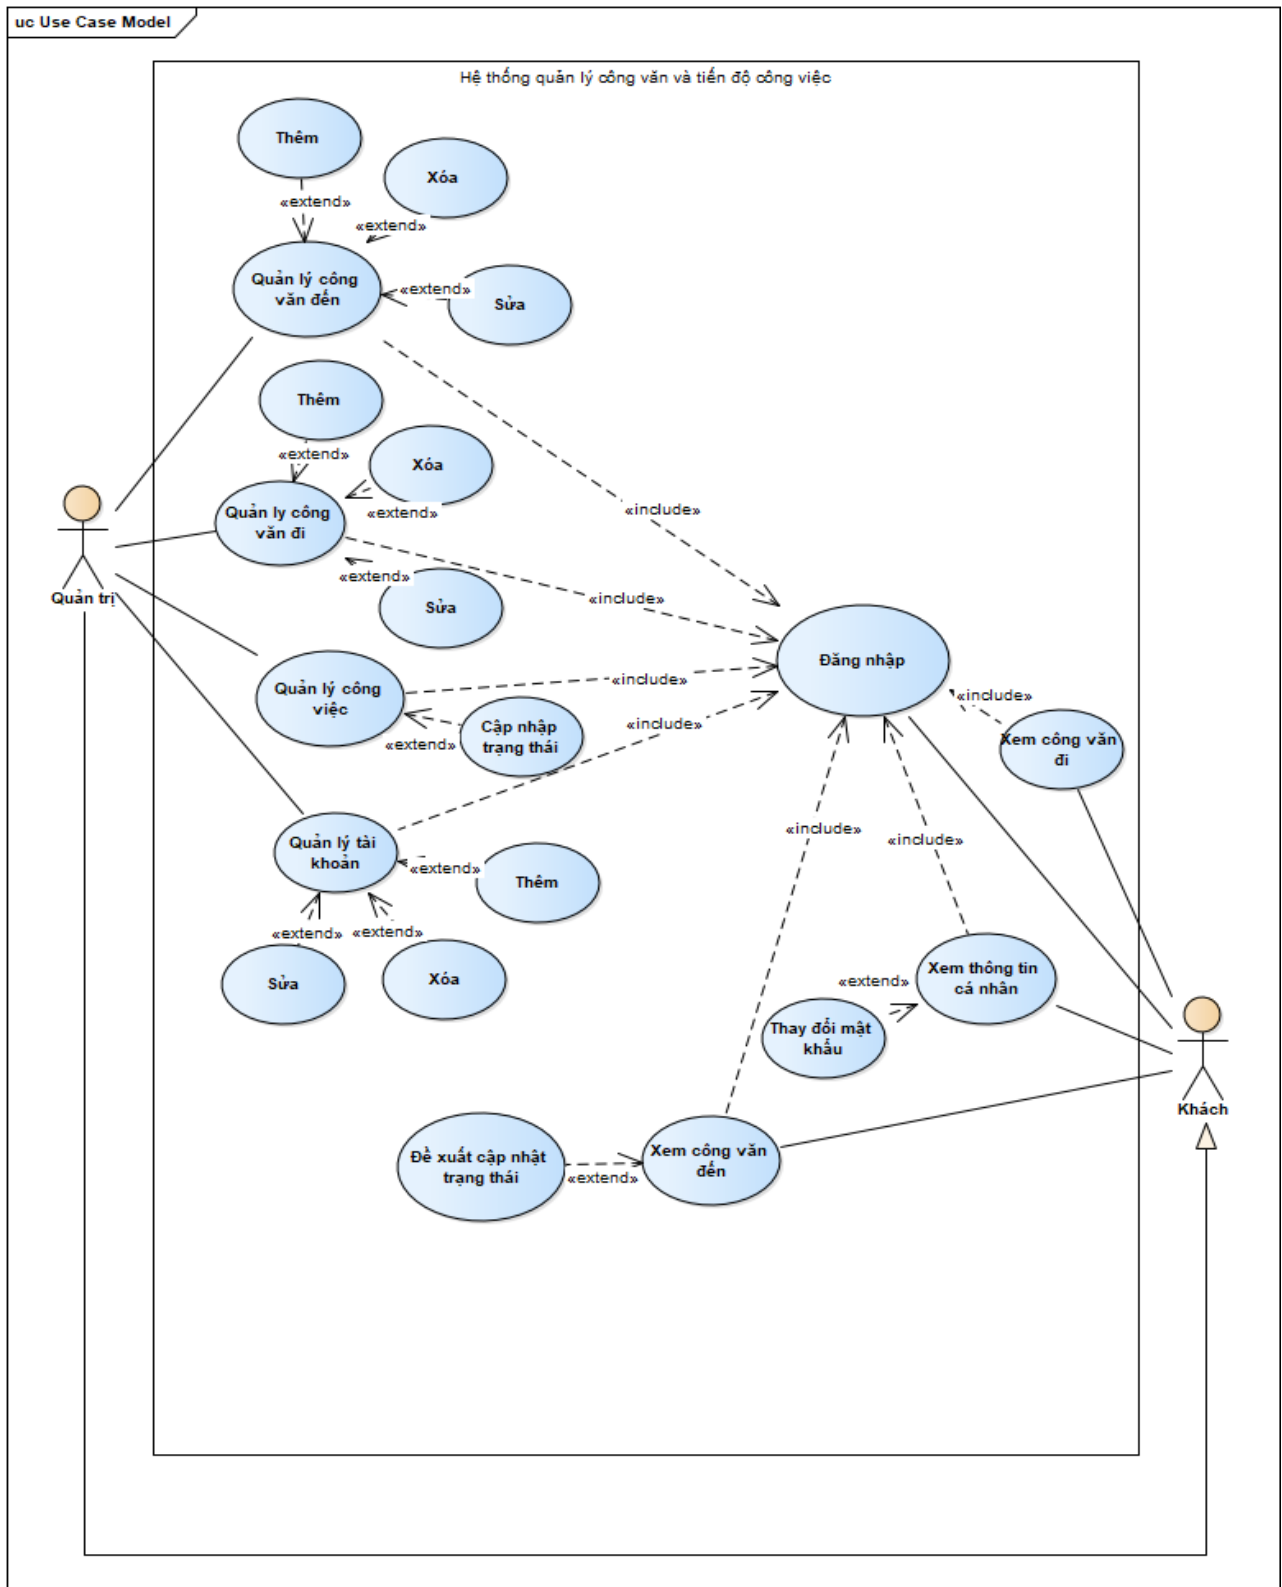 uc Use Case Model
Hệ thống quản lý công văn và tiến độ công việc
Thêm
Xóa
«extend»
«extend»
Quản lý công
văn đến
«extend»
Sửa
Thêm
«extend»
Xóa
Quản ly công
văn đi
«extend»
«include»
«extend»
Sửa
«include»
Quản trị
Đăng nhập
Quản lý công
việc
«include»
«include»
Cập nhập
trạng thái
«extend»
«include»
Xem công văn
đi
Quản lý tài
khoản
«extend»
Thêm
«include»
«include»
«extend»
«extend»
Sửa
Xóa
Xem thông tin
cá nhân
«extend»
Thay đổi mật
khẩu
Khách
Đề xuất cập nhật
trạng thái
«extend»
Xem công văn
đến